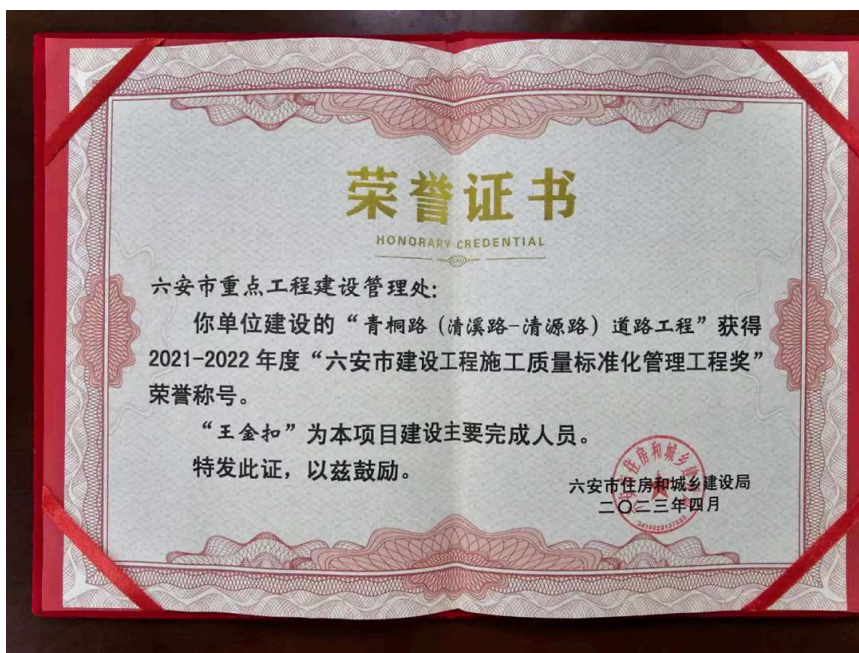 荣誉证书
HONORARY CREDENTIAL
六安市重点工程建设管理处:
你单位建设的“青桐路(清溪路-清源路)道路工程”获得
2021-2022年度“六安市建设工程施工质量标准化管理工程奖”
荣誉称号。
“王金扣”为本项目建设主要完成人员。
特发此证,以兹鼓励。
六安市住房和城乡建设局
二〇二三年四月